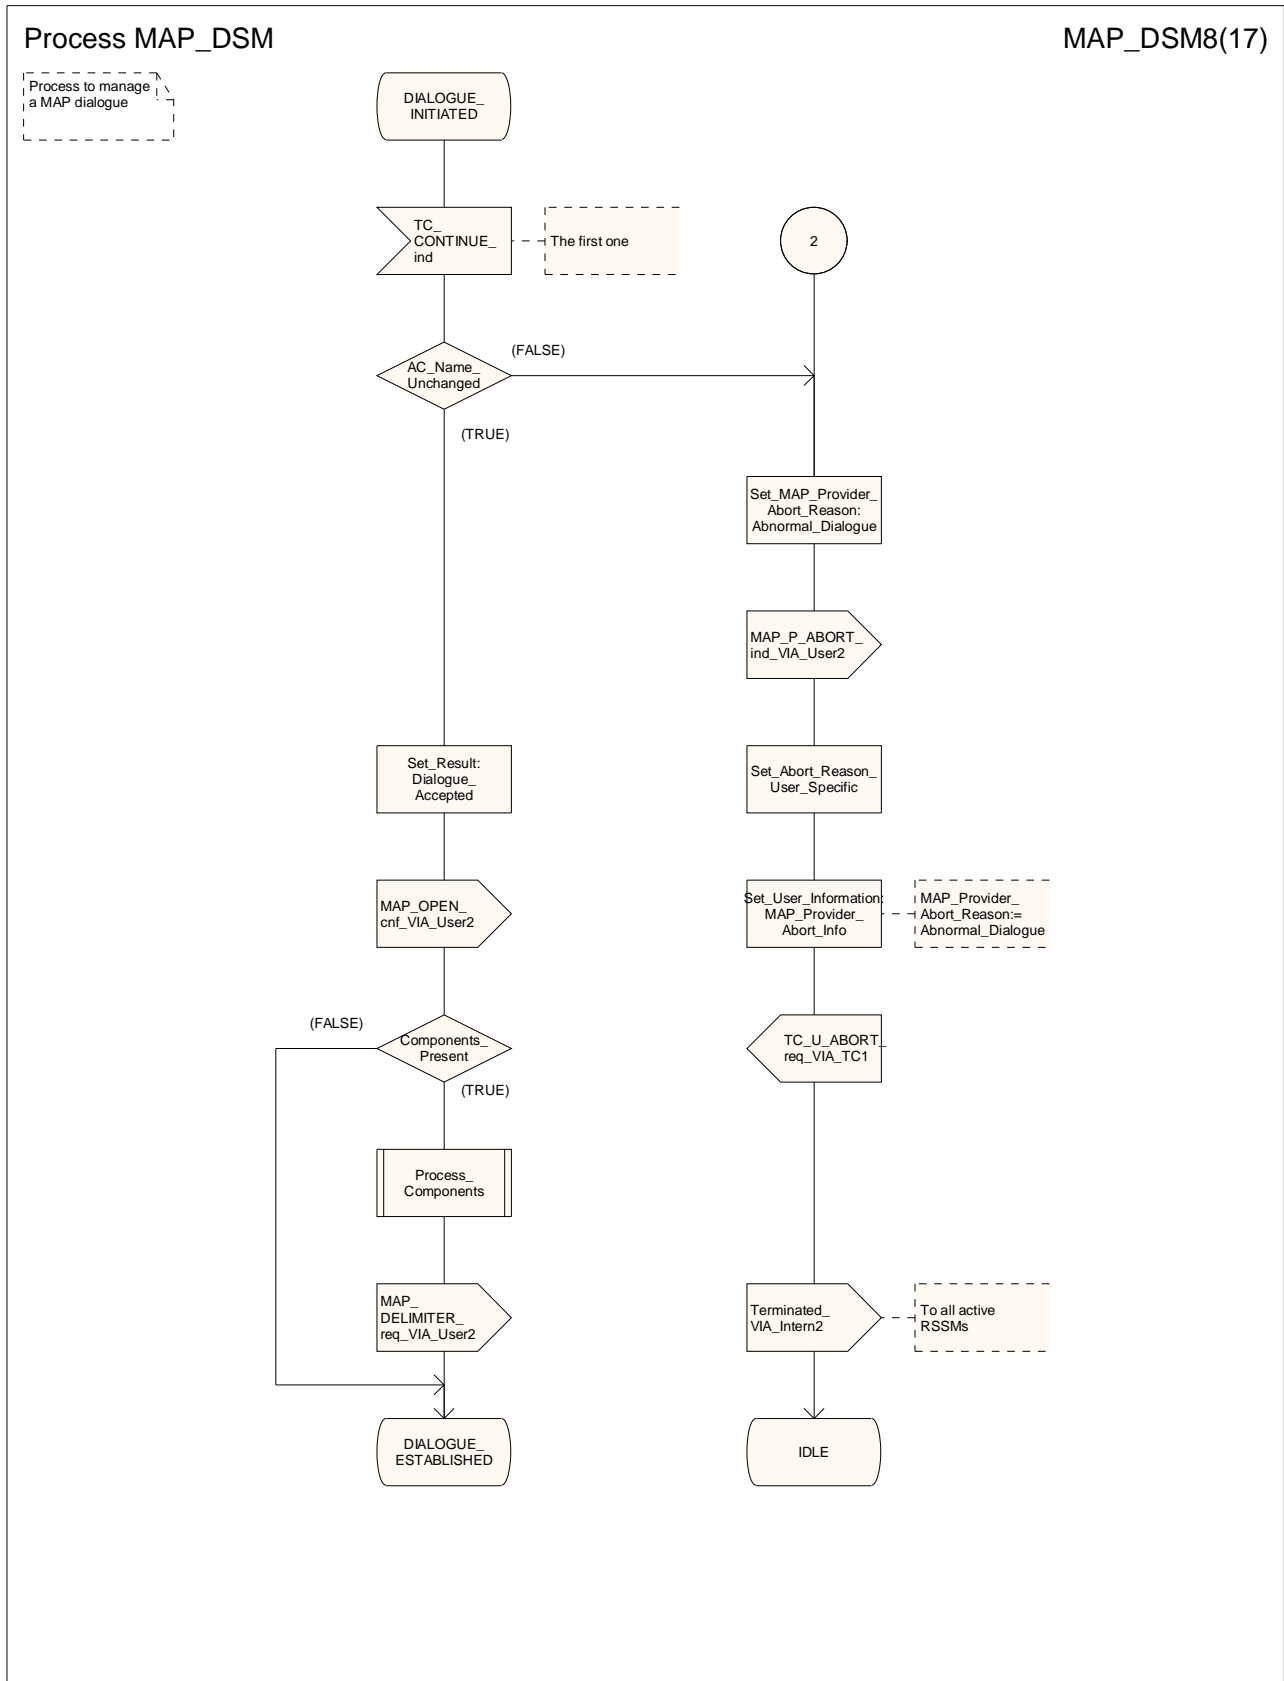 Process MAP_DSM
MAP_DSM8(17)
Process to manage
a MAP dialogue
DIALOGUE_
INITIATED
TC_
CONTINUE_
ind
The first one
2
AC_Name_
Unchanged
(FALSE)
(TRUE)
Set_MAP_Provider_
Abort_Reason:
Abnormal_Dialogue
MAP_P_ABORT_
ind_VIA_User2
Set_Result:
Dialogue_
Accepted
Set_Abort_Reason_
User_Specific
MAP_OPEN_
cnf_VIA_User2
Set_User_Information:
MAP_Provider_
Abort_Info
MAP_Provider_
Abort_Reason:=
Abnormal_Dialogue
(FALSE)
Components_
Present
(TRUE)
TC_U_ABORT_
req_VIA_TC1
Process_
Components
MAP_
DELIMITER_
req_VIA_User2
Terminated_
VIA_Intern2
To all active
RSSMs
DIALOGUE_
ESTABLISHED
IDLE